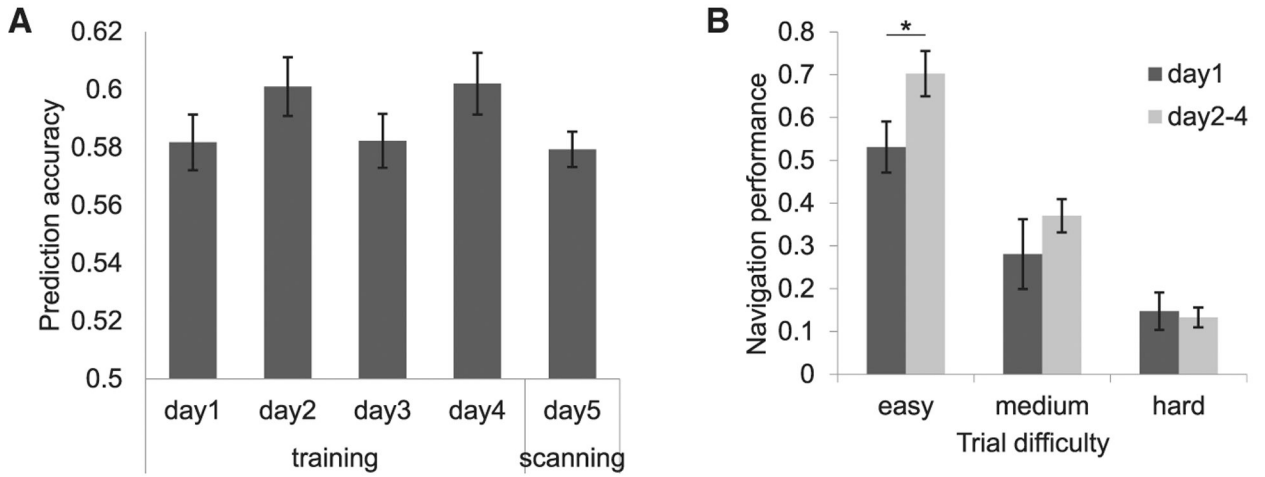 A
Prediction accuracy
0.62
0.6
0.58
0.56
0.54
0.52
0.5
day1 day2 day3 day4 day5
training scanning
B
Navigation performance
0.8
0.7
0.6
0.5
0.4
0.3
0.2
0.1
0
*
day1
day2-4
easy medium hard
Trial difficulty